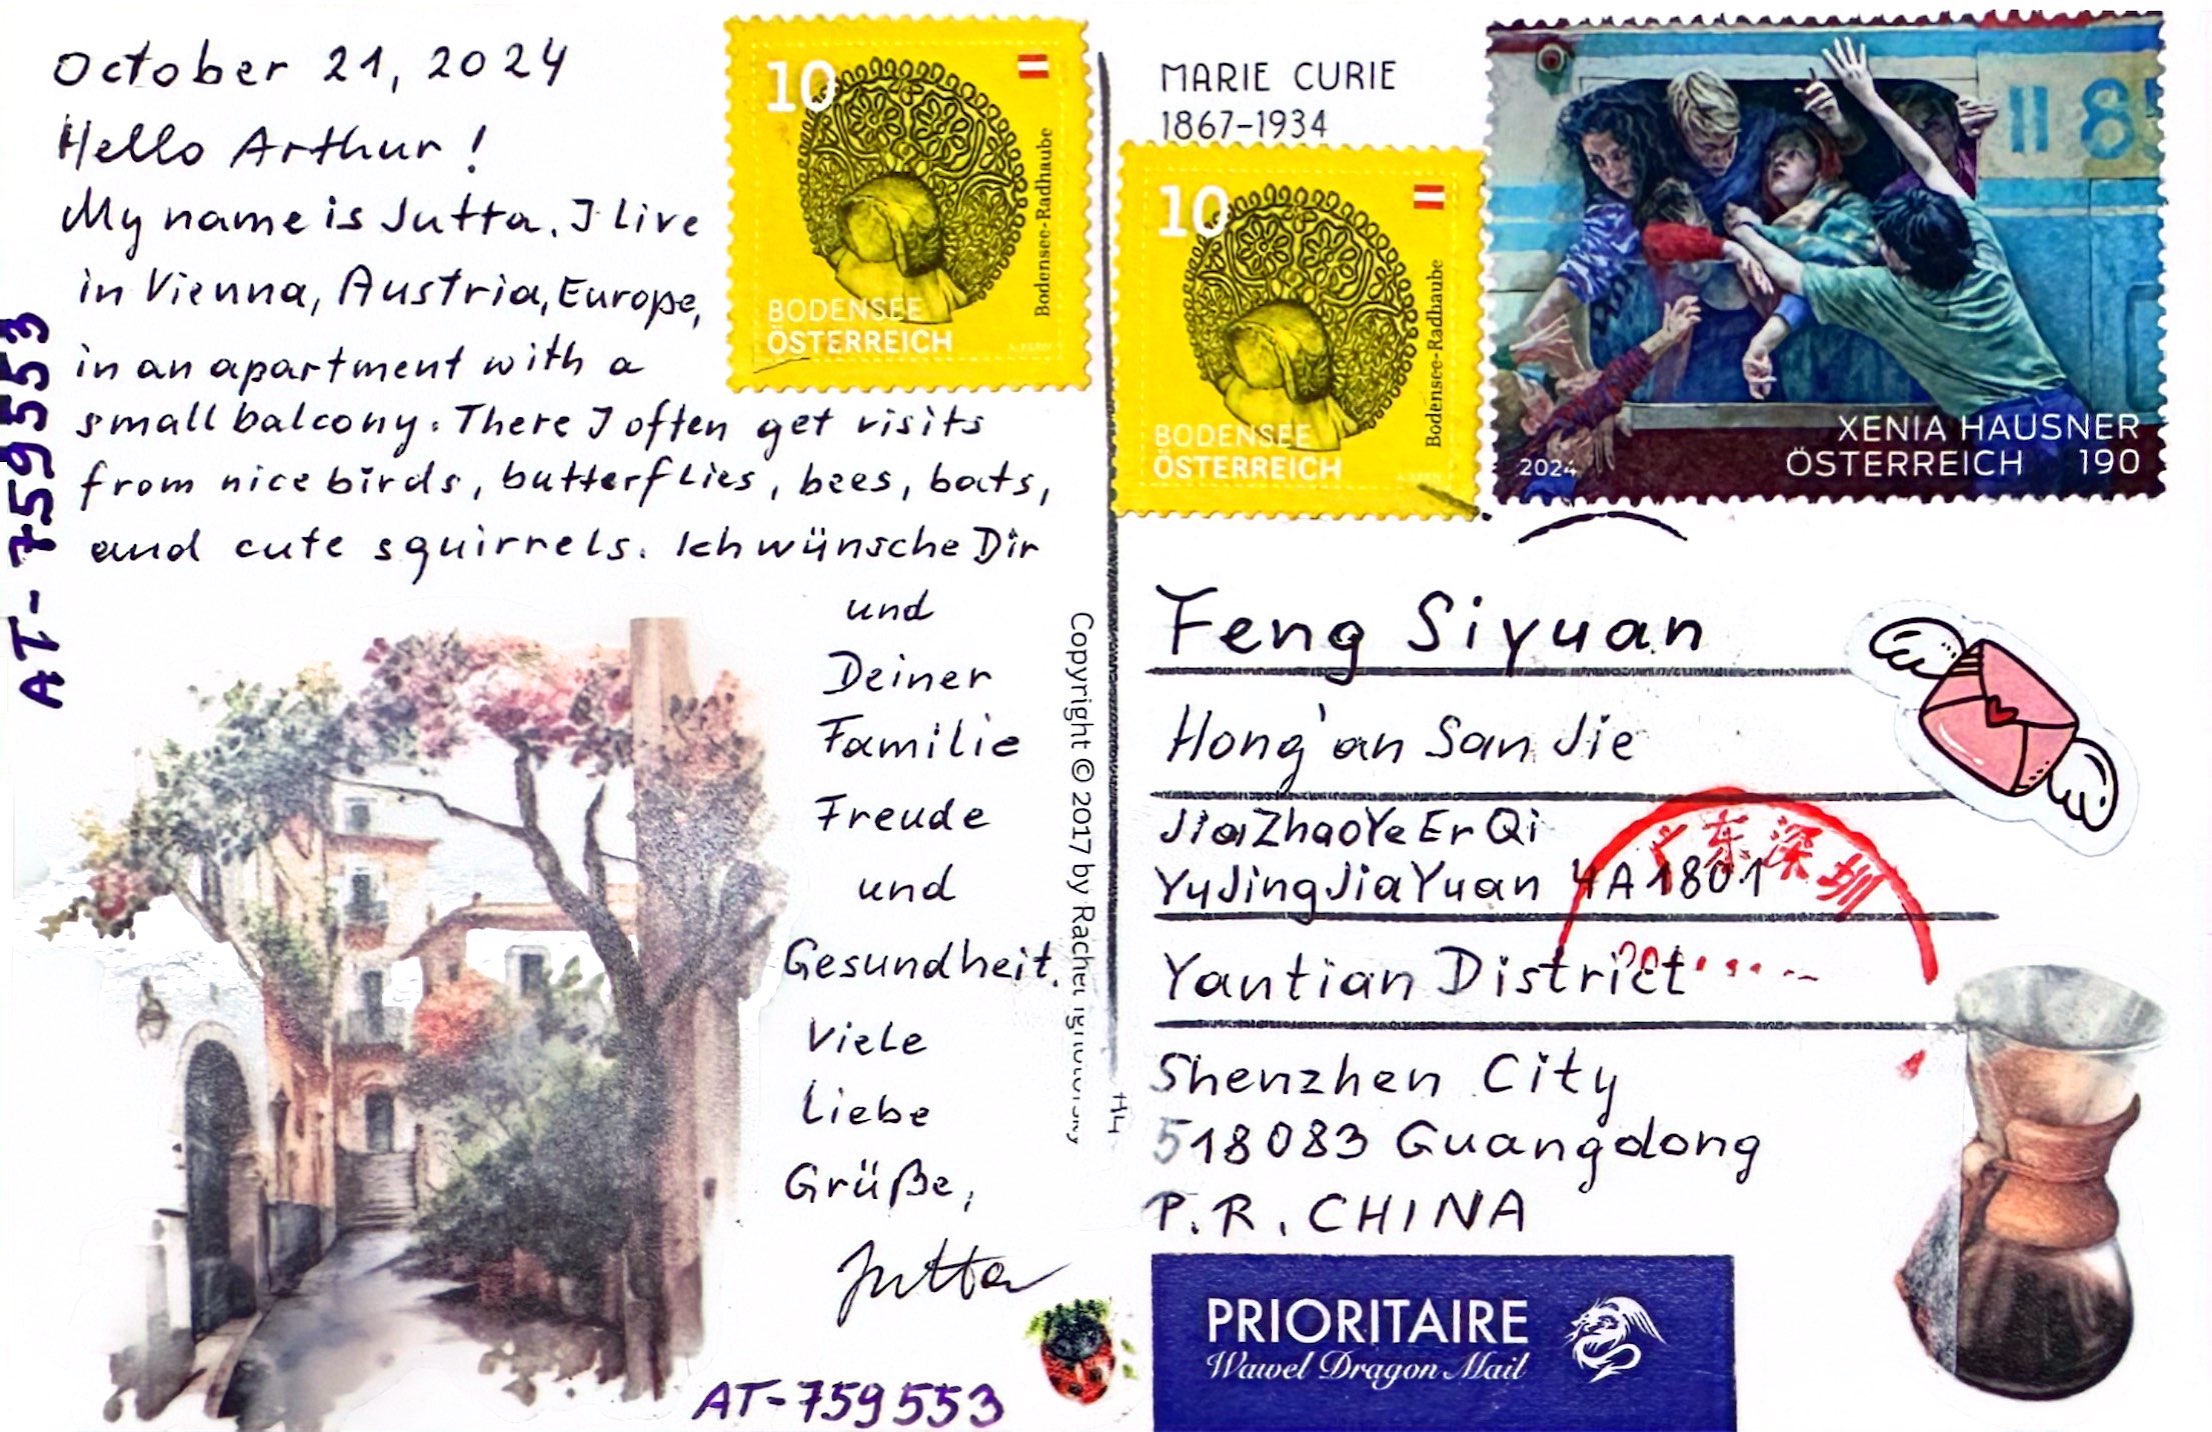 October 21, 2024
Hello Arthur!
My name is Jutta. I live
in Vienna, Austria, Europe,
in an apartment with a
small balcony. There I often get visits
from nice birds, butterflies, bees, bats,
and cute squirrels. Ich wünsche Dir
und
Deiner
Familie
Freude
und
Gesundheit.
Viele
Liebe
Grüße,
Jutta
AT-759553
AT-759553
10
Bodensee-Radhaube
BODENSEE
ÖSTERREICH
MARIE CURIE
1867–1934
10
Bodensee-Radhaube
BODENSEE
ÖSTERREICH
11 85
XENIA HAUSNER
2024 ÖSTERREICH 190
Copyright © 2017 by Rachel
Feng Siyuan
Hong'an San Jie
JiaZhaoYe Er Qi
YuJingJiaYuan 4A1801
广东深圳
Yantian District
Shenzhen City
518083 Guangdong
P.R. CHINA
PRIORITAIRE
Wawel Dragon Mail